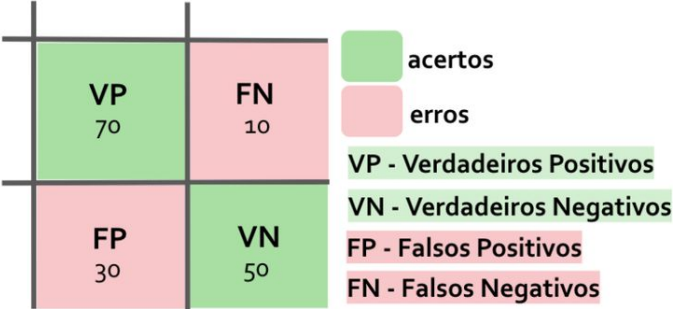 VP
70
FN
10
FP
30
VN
50
acertos
erros
VP - Verdadeiros Positivos
VN - Verdadeiros Negativos
FP - Falsos Positivos
FN - Falsos Negativos